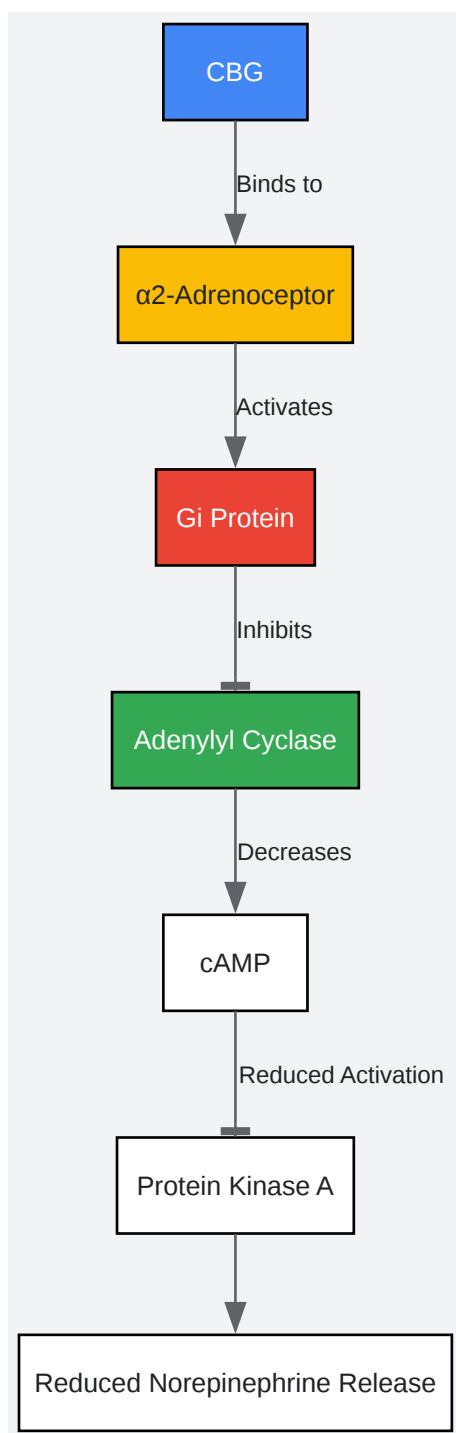 CBG
Binds to
α2-Adrenoceptor
Activates
Gi Protein
Inhibits
Adenylyl Cyclase
Decreases
cAMP
Reduced Activation
Protein Kinase A
Reduced Norepinephrine Release